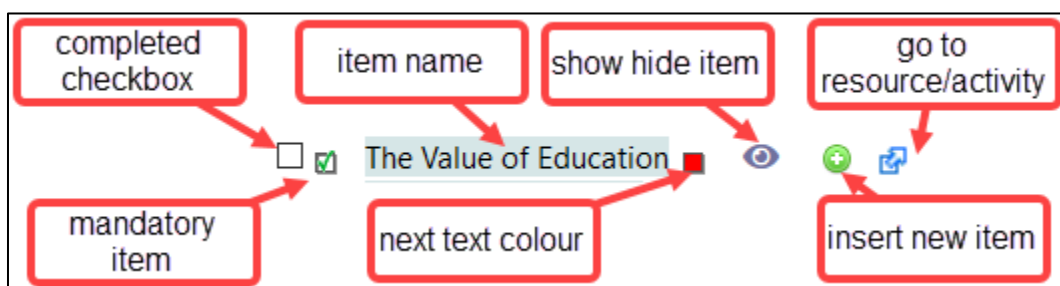 completed
checkbox
item name
show hide item
go to
resource/activity
The Value of Education
mandatory
item
next text colour
insert new item